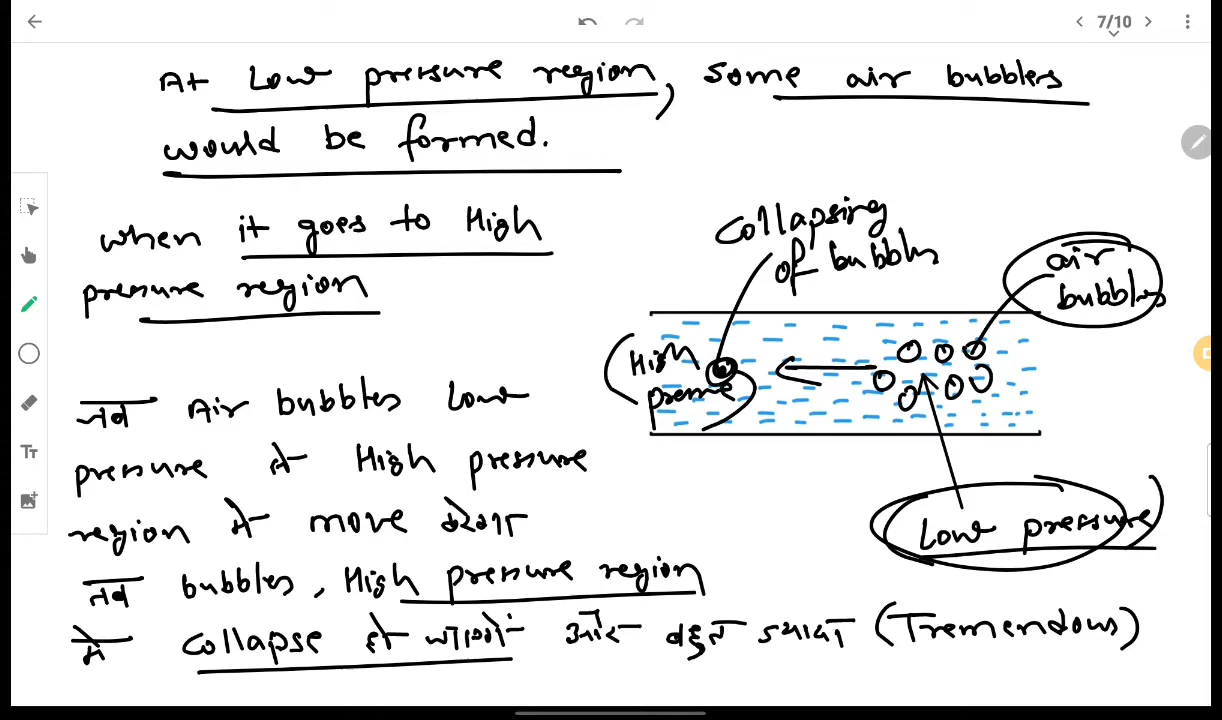 7/10
At Low pressure region, some air bubbles
would be formed.
when it goes to High
pressure region
Collapsing
of bubbles
air
bubbles
High
pressure
Low pressure
जब Air bubbles Low
pressure से High pressure
region में move करेगा
तब bubbles, High pressure region
में collapse हो जायेंगे और बहुत ज्यादा (Tremendous)
Tт